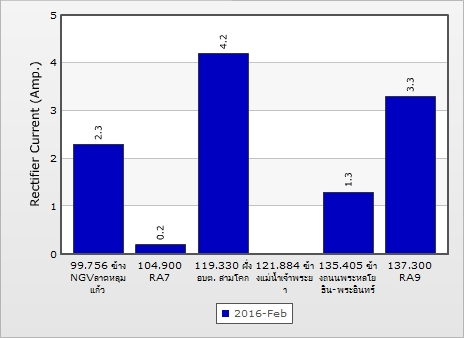 5
4
3
2
1
0
Rectifier Current (Amp.)
2.3
0.2
4.2
1.3
3.3
99.756 ข้าง
NGVลาดหลุม
แก้ว
104.900
RA7
119.330 ฝั่ง
อบต. สามโคก
121.884 ข้า
งแม่น้ำเจ้าพระย
า
135.405 ข้า
งถนนพระหลโย
ธิน-พระอินทร์
137.300
RA9
2016-Feb